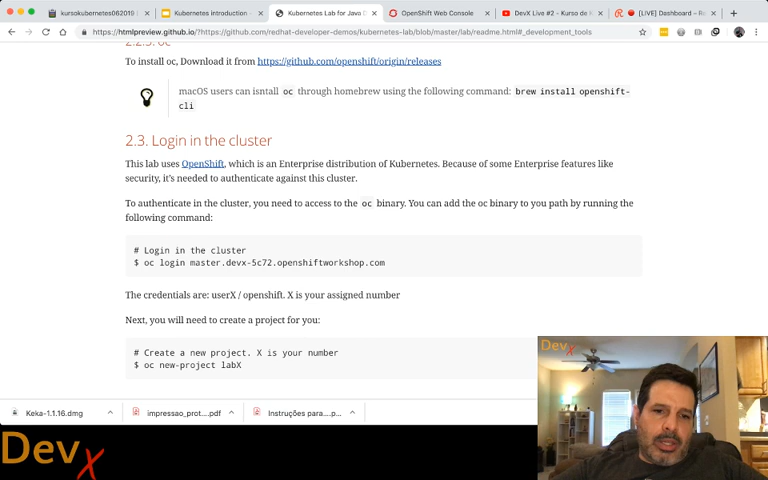 kursokubernetes062019
Kubernetes Introduction -
Kubernetes Lab for Java D
OpenShift Web Console
DevX Live #2 - Kurso de K
[LIVE] Dashboard – Re
https://htmlpreview.github.io/?https://github.com/redhat-developer-demos/kubernetes-lab/blob/master/lab/readme.html#_development_tools
2.2.3. oc
To install oc, Download it from https://github.com/openshift/origin/releases
macOS users can isntall oc through homebrew using the following command: brew install openshift-
cli
2.3. Login in the cluster
This lab uses OpenShift, which is an Enterprise distribution of Kubernetes. Because of some Enterprise features like
security, it's needed to authenticate against this cluster.
To authenticate in the cluster, you need to access to the oc binary. You can add the oc binary to you path by running the
following command:
# Login in the cluster
$ oc login master.devx-5c72.openshiftworkshop.com
The credentials are: userX / openshift. X is your assigned number
Next, you will need to create a project for you:
# Create a new project. X is your number
$ oc new-project labX
Dev x
Keka-1.1.16.dmg
impressao_prot....pdf
Instruções para....p...
Dev x